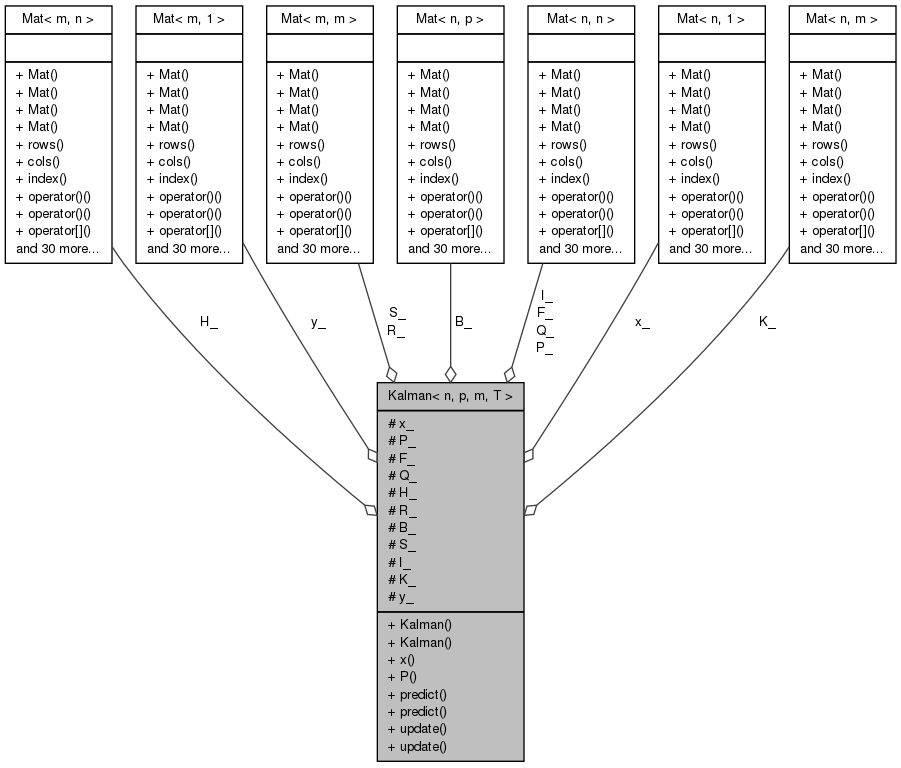 Mat< m, n >
+ Mat()
+ Mat()
+ Mat()
+ Mat()
+ rows()
+ cols()
+ index()
+ operator()()
+ operator()()
+ operator[]()
and 30 more...
Mat< m, 1 >
+ Mat()
+ Mat()
+ Mat()
+ Mat()
+ rows()
+ cols()
+ index()
+ operator()()
+ operator()()
+ operator[]()
and 30 more...
Mat< m, m >
+ Mat()
+ Mat()
+ Mat()
+ Mat()
+ rows()
+ cols()
+ index()
+ operator()()
+ operator()()
+ operator[]()
and 30 more...
Mat< n, p >
+ Mat()
+ Mat()
+ Mat()
+ Mat()
+ rows()
+ cols()
+ index()
+ operator()()
+ operator()()
+ operator[]()
and 30 more...
Mat< n, n >
+ Mat()
+ Mat()
+ Mat()
+ Mat()
+ rows()
+ cols()
+ index()
+ operator()()
+ operator()()
+ operator[]()
and 30 more...
Mat< n, 1 >
+ Mat()
+ Mat()
+ Mat()
+ Mat()
+ rows()
+ cols()
+ index()
+ operator()()
+ operator()()
+ operator[]()
and 30 more...
Mat< n, m >
+ Mat()
+ Mat()
+ Mat()
+ Mat()
+ rows()
+ cols()
+ index()
+ operator()()
+ operator()()
+ operator[]()
and 30 more...
H_
y_
S_
R_
B_
I_
F_
Q_
P_
x_
K_
Kalman< n, p, m, T >
# x_
# P_
# F_
# Q_
# H_
# R_
# B_
# S_
# I_
# K_
# y_
+ Kalman()
+ Kalman()
+ x()
+ P()
+ predict()
+ predict()
+ update()
+ update()